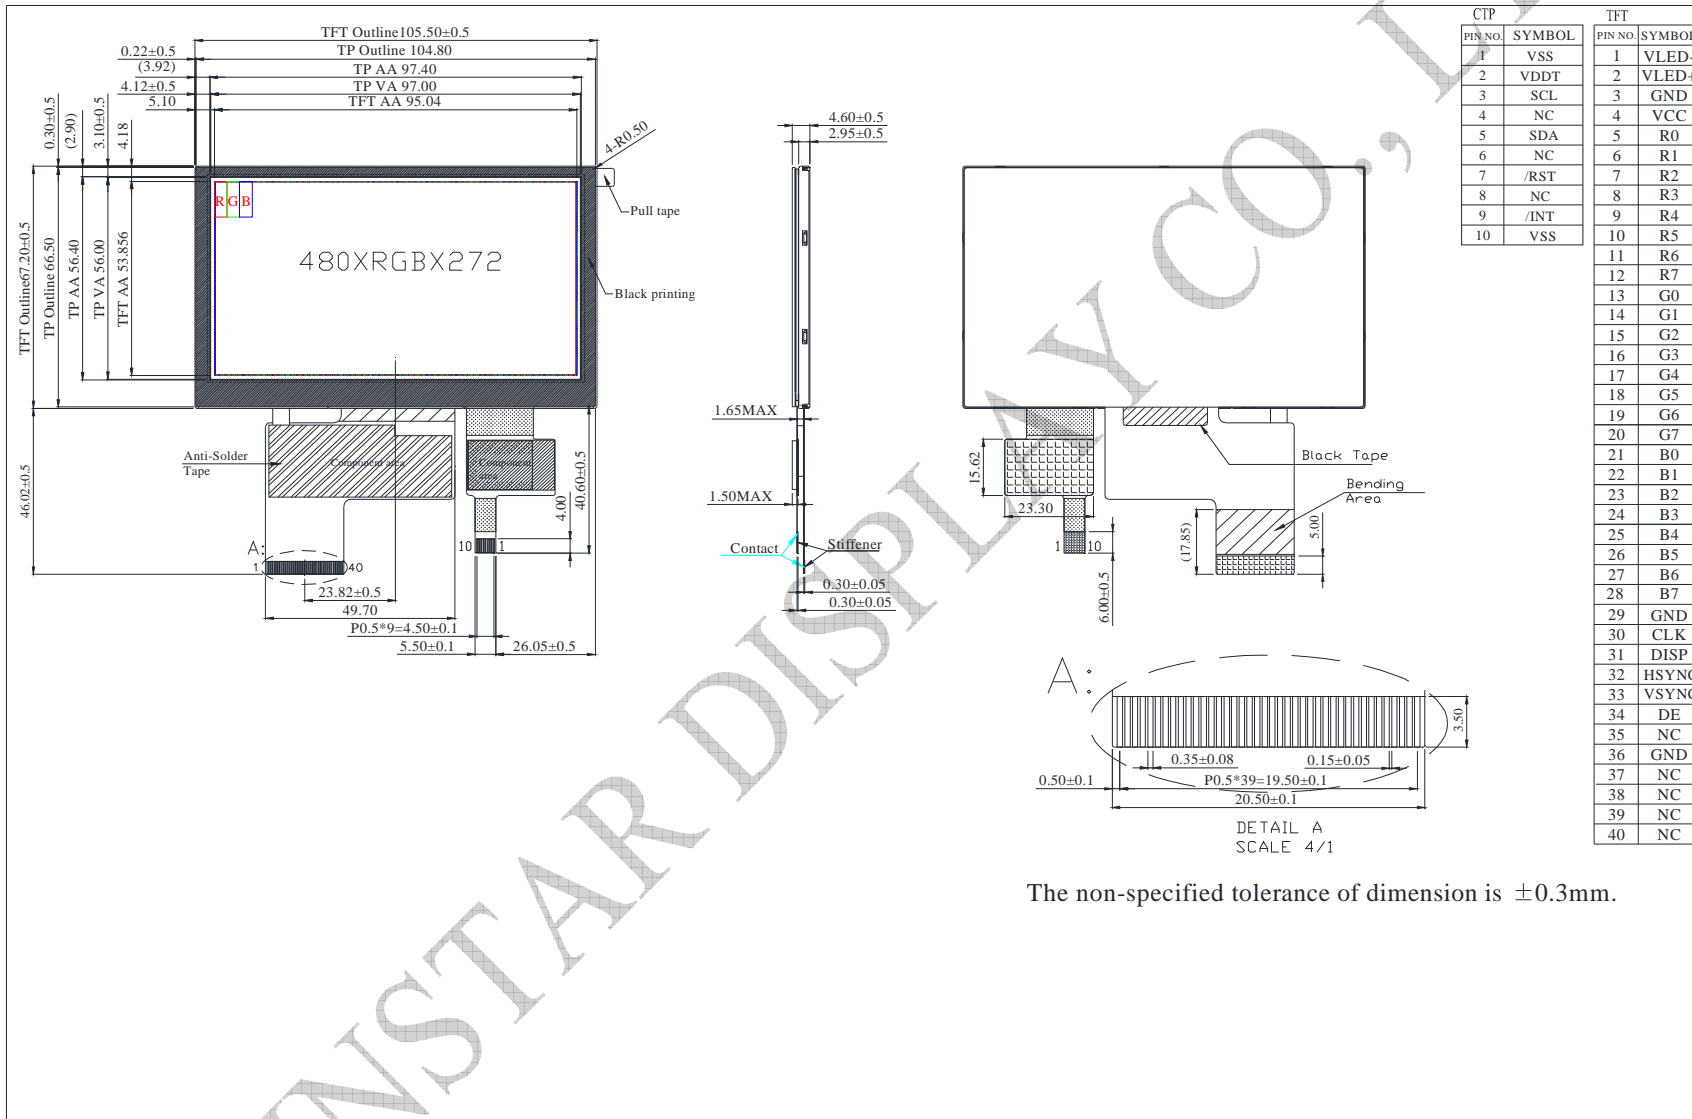 TFT Outline105.50±0.5
TP Outline 104.80
TP AA 97.40
TP VA 97.00
TFT AA 95.04
0.22±0.5
(3.92)
4.12±0.5
5.10
0.30±0.5
(2.90)
3.10±0.5
4.18
TFT Outline67.20±0.5
TP Outline 66.50
TP AA 56.40
TP VA 56.00
TFT AA 53.856
4-R0.50
Pull tape
R G B
480XRGBX272
Black printing
Anti-Solder
Tape
Component area
Component
area
46.02±0.5
40.60±0.5
4.00
A:
1 40
10 1
23.82±0.5
49.70
P0.5*9=4.50±0.1
5.50±0.1
26.05±0.5
4.60±0.5
2.95±0.5
1.65MAX
1.50MAX
Contact
Stiffener
0.30±0.05
0.30±0.05
15.62
23.30
1 10
6.00±0.5
Black Tape
Bending
Area
(17.85)
5.00
A:
0.35±0.08
0.15±0.05
3.50
0.50±0.1
P0.5*39=19.50±0.1
20.50±0.1
DETAIL A
SCALE 4/1
The non-specified tolerance of dimension is ±0.3mm.
CTP
PIN NO. SYMBOL
1 VSS
2 VDDT
3 SCL
4 NC
5 SDA
6 NC
7 /RST
8 NC
9 /INT
10 VSS
TFT
PIN NO. SYMBOL
1 VLED-
2 VLED+
3 GND
4 VCC
5 R0
6 R1
7 R2
8 R3
9 R4
10 R5
11 R6
12 R7
13 G0
14 G1
15 G2
16 G3
17 G4
18 G5
19 G6
20 G7
21 B0
22 B1
23 B2
24 B3
25 B4
26 B5
27 B6
28 B7
29 GND
30 CLK
31 DISP
32 HSYNC
33 VSYNC
34 DE
35 NC
36 GND
37 NC
38 NC
39 NC
40 NC
NSTAR DISPLAY CO., L